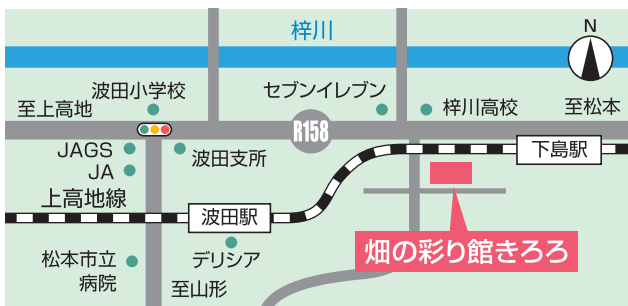 梓川
N
波田小学校
セブンイレブン
至上高地
梓川高校
至松本
R158
JAGS
波田支所
下島駅
JA
上高地線
波田駅
畑の彩り館きろろ
松本市立
病院
デリシア
至山形